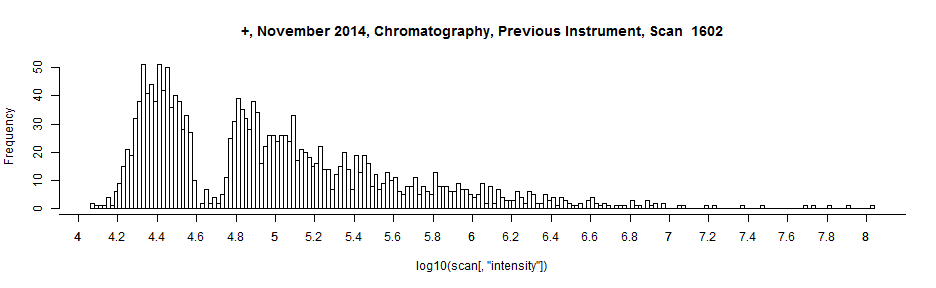 +, November 2014, Chromatography, Previous Instrument, Scan  1602
Frequency
50
40
30
20
10
0
4 4.2 4.4 4.6 4.8 5 5.2 5.4 5.6 5.8 6 6.2 6.4 6.6 6.8 7 7.2 7.4 7.6 7.8 8
log10(scan[, "intensity"])